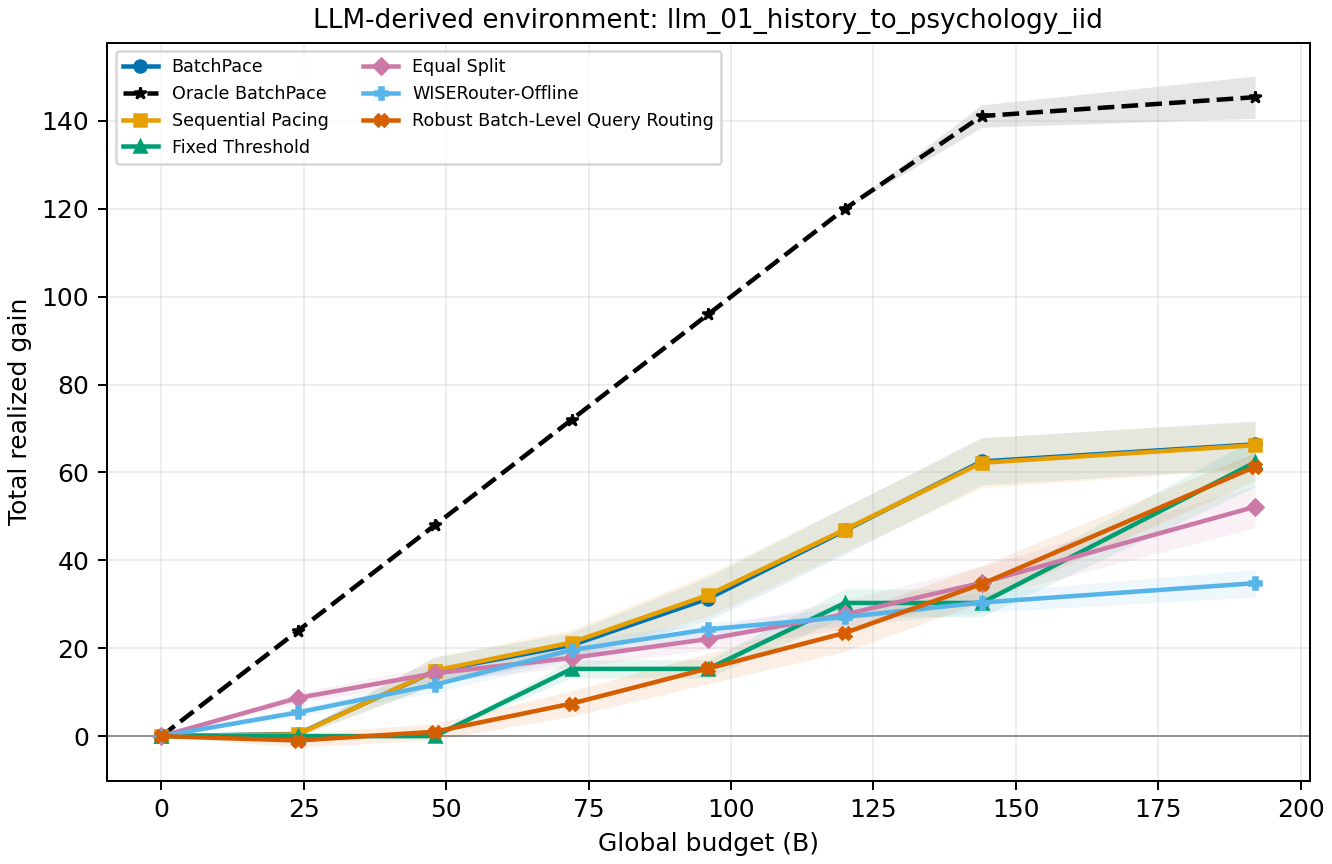 LLM-derived environment: llm_01_history_to_psychology_iid
BatchPace
Oracle BatchPace
Sequential Pacing
Fixed Threshold
Equal Split
WISERouter-Offline
Robust Batch-Level Query Routing
Total realized gain
140
120
100
80
60
40
20
0
0 25 50 75 100 125 150 175 200
Global budget (B)